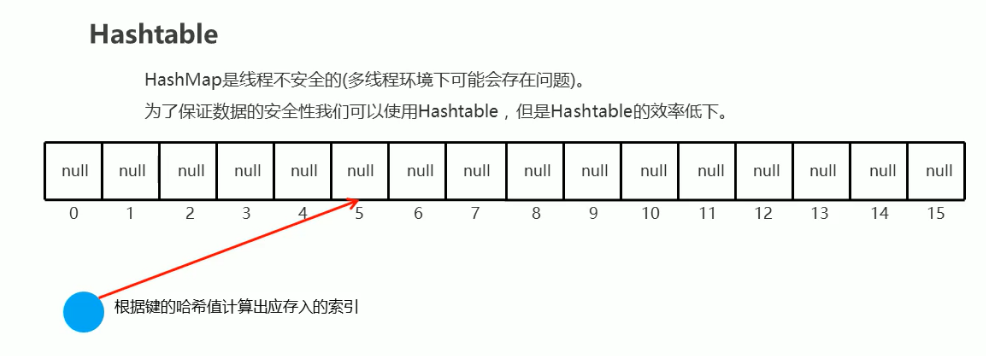 Hashtable
HashMap是线程不安全的(多线程环境下可能会存在问题)。
为了保证数据的安全性我们可以使用Hashtable，但是Hashtable的效率低下。
null null null null null null null null null null null null null null null null
0 1 2 3 4 5 6 7 8 9 10 11 12 13 14 15
根据键的哈希值计算出应存入的索引